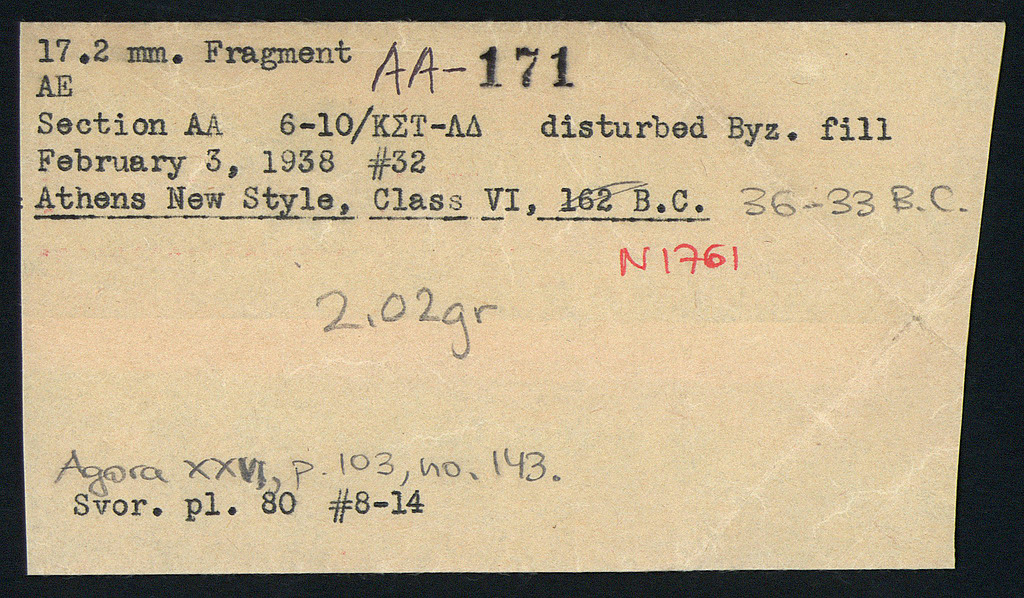 17.2 mm. Fragment AA-171
AE
Section AA 6-10/ΚΣΤ-ΛΔ disturbed Byz. fill
February 3, 1938 #32
Athens New Style, Class VI, 162 B.C. 36-33 B.C.
N1761
2.02gr
Agora XXVI, p. 103, no. 143.
Svor. pl. 80 #8-14